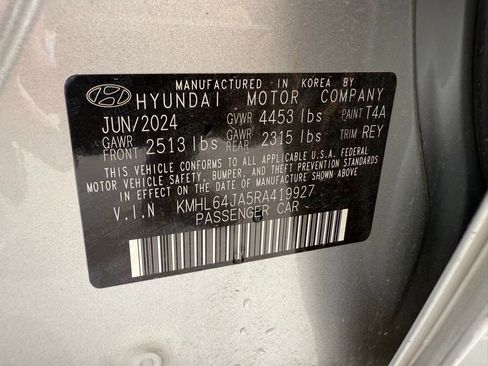 MANUFACTURED IN KOREA BY
HYUNDAI MOTOR COMPANY
JUN/2024 GVWR 4453 lbs PAINT T4A
GAWR FRONT 2513 lbs GAWR REAR 2315 lbs TRIM REY
THIS VEHICLE CONFORMS TO ALL APPLICABLE U.S.A. FEDERAL
MOTOR VEHICLE SAFETY, BUMPER, AND THEFT PREVENTION
STANDARDS IN EFFECT ON THE DATE OF MANUFACTURE
SHOWN ABOVE.
V.I.N KMHL64JA5RA419927
PASSENGER CAR